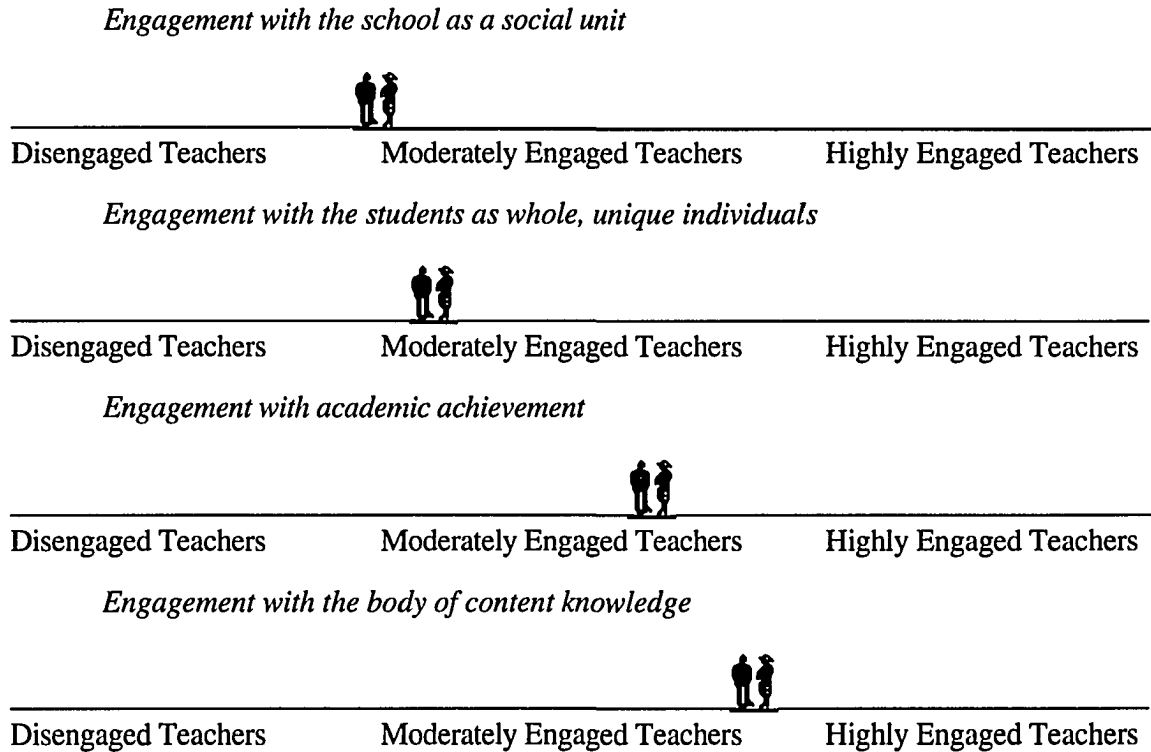 Engagement with the school as a social unit
Disengaged Teachers Moderately Engaged Teachers Highly Engaged Teachers
Engagement with the students as whole, unique individuals
Disengaged Teachers Moderately Engaged Teachers Highly Engaged Teachers
Engagement with academic achievement
Disengaged Teachers Moderately Engaged Teachers Highly Engaged Teachers
Engagement with the body of content knowledge
Disengaged Teachers Moderately Engaged Teachers Highly Engaged Teachers